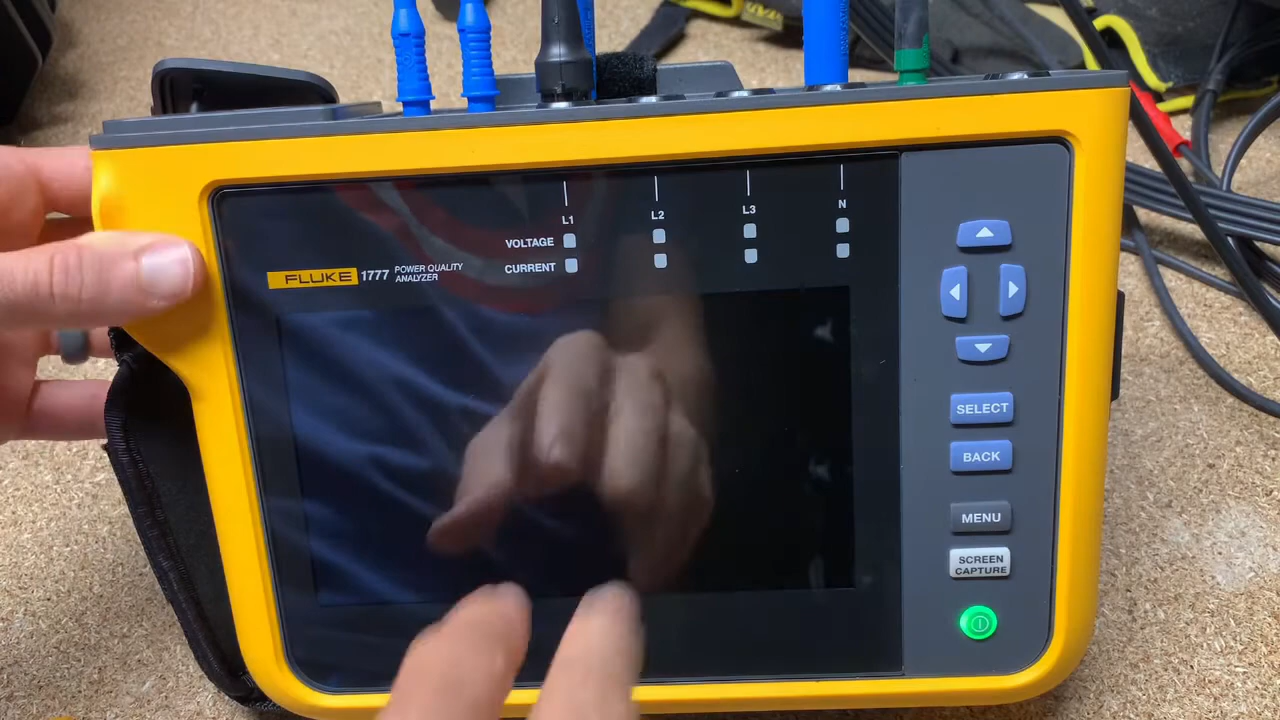 L1 L2 L3 N
VOLTAGE
CURRENT
FLUKE 1777 POWER QUALITY
ANALYZER
SELECT
BACK
MENU
SCREEN
CAPTURE